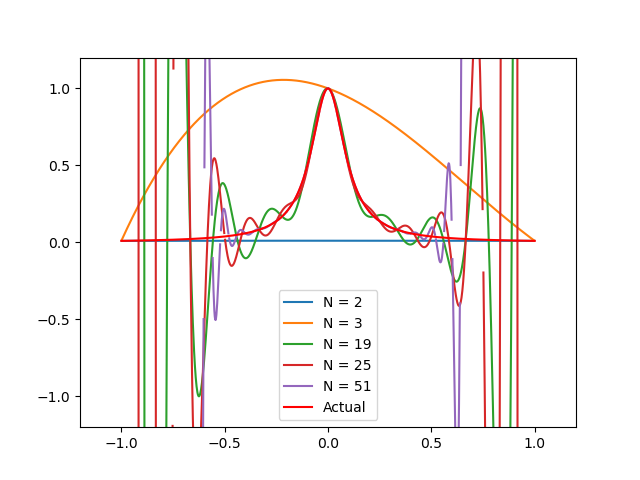 1.0
0.5
0.0
−0.5
−1.0
N = 2
N = 3
N = 19
N = 25
N = 51
Actual
−1.0 −0.5 0.0 0.5 1.0